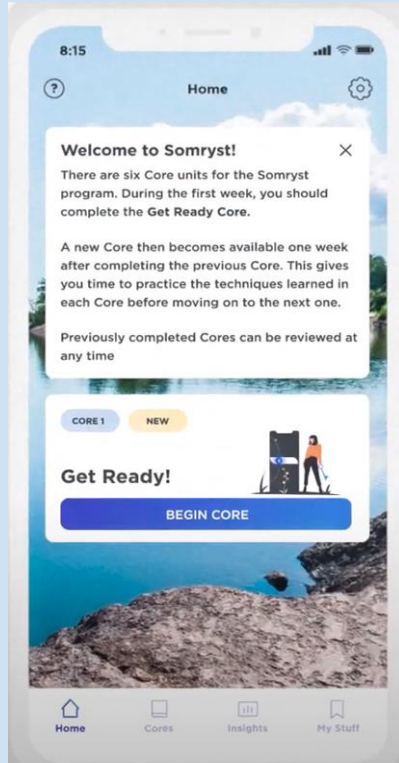 8:15
Home
Welcome to Somryst!
There are six Core units for the Somryst
program. During the first week, you should
complete the Get Ready Core.
A new Core then becomes available one week
after completing the previous Core. This gives
you time to practice the techniques learned in
each Core before moving on to the next one.
Previously completed Cores can be reviewed at
any time
CORE 1 NEW
Get Ready!
BEGIN CORE
Home Cores Insights My Stuff